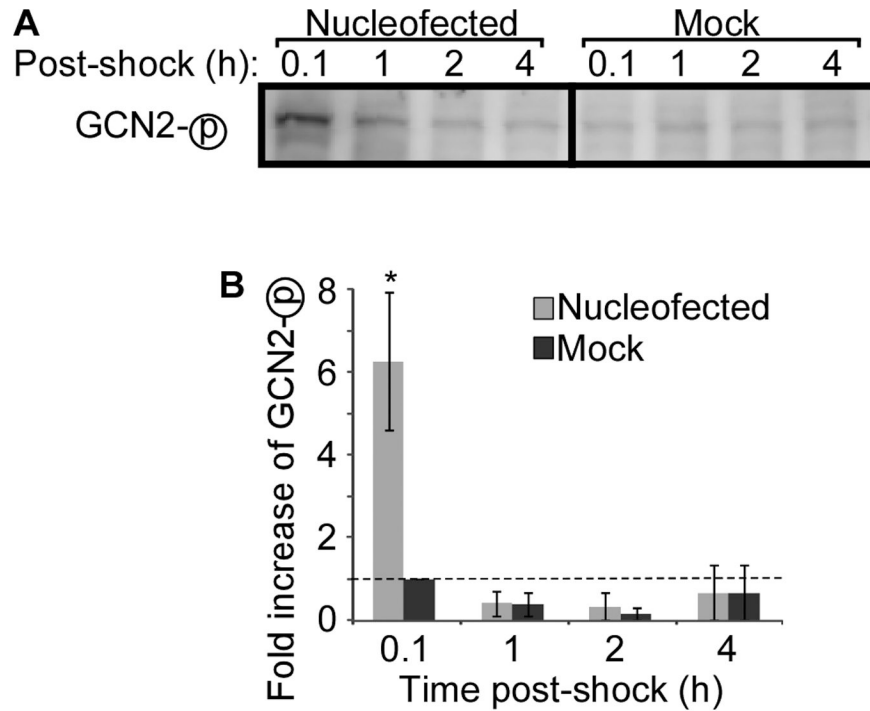 A
Nucleofected Mock
Post-shock (h): 0.1 1 2 4 0.1 1 2 4
GCN2-ⓟ
B
*
Fold increase of GCN2-ⓟ
8
6
4
2
0
Nucleofected
Mock
0.1 1 2 4
Time post-shock (h)